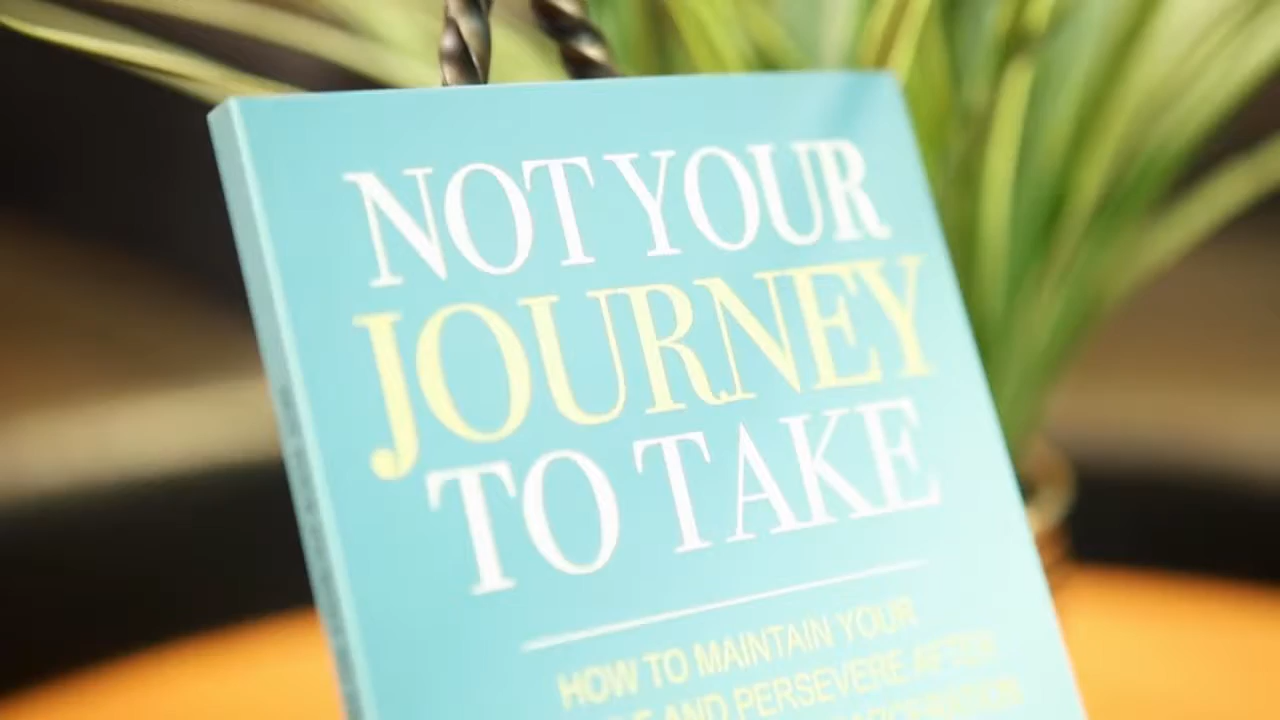 NOT YOUR
JOURNEY
TO TAKE
HOW TO MAINTAIN YOUR
AND PERSEVERE AFTER